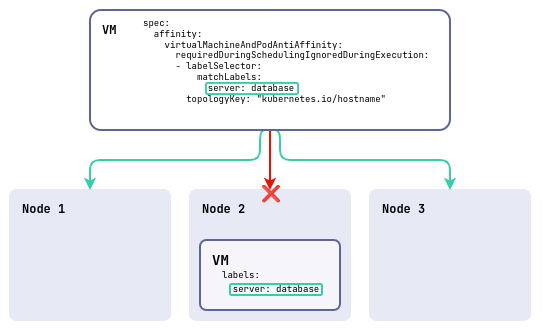 VM
spec:
  affinity:
    virtualMachineAndPodAntiAffinity:
      requiredDuringSchedulingIgnoredDuringExecution:
      - labelSelector:
          matchLabels:
            server: database
        topologyKey: "kubernetes.io/hostname"
Node 1
Node 2
Node 3
VM
labels:
  server: database